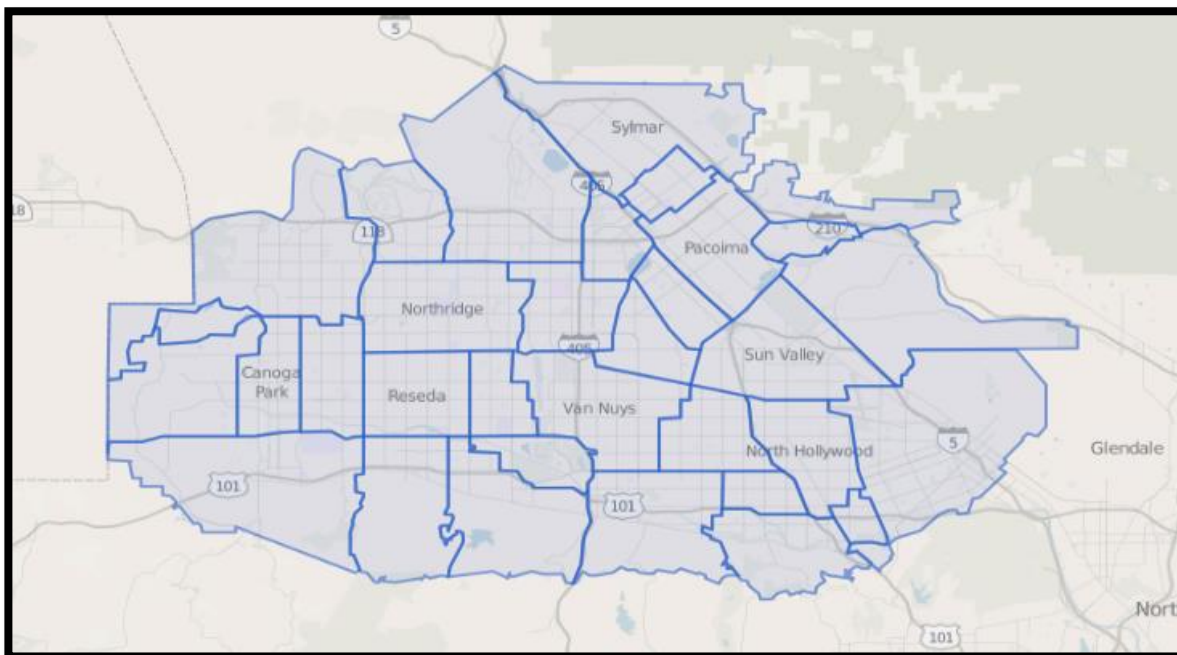 5
Sylmar
405
18
118
210
Pacoima
Northridge
405
Sun Valley
Canoga
Park
Reseda
Van Nuys
5
North Hollywood
Glendale
101
101
Nort
101